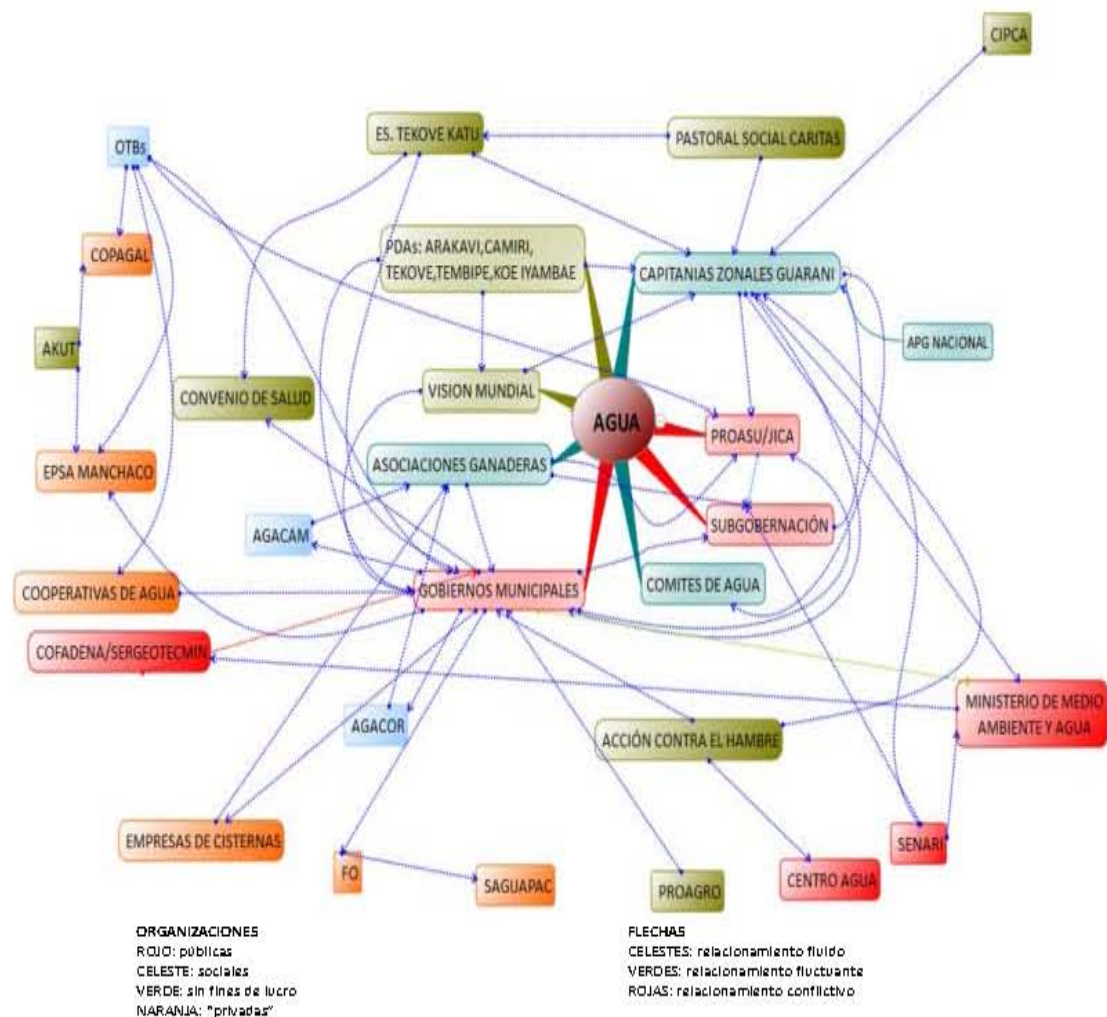 CIPCA
ES. TEKOVE KATU
PASTORAL SOCIAL CARITAS
OTBs
COPAGAL
PDAs: ARAKAVI,CAMIRI,
TEKOVE,TEMBIPE,KOE IYAMBAE
CAPITANIAS ZONALES GUARANI
APG NACIONAL
AKUT
CONVENIO DE SALUD
VISION MUNDIAL
AGUA
PROASU/JICA
ASOCIACIONES GANADERAS
EPSA MANCHACO
SUBGOBERNACIÓN
AGACAM
COOPERATIVAS DE AGUA
GOBIERNOS MUNICIPALES
COMITES DE AGUA
COFADENA/SERGEOTECMIN
MINISTERIO DE MEDIO
AMBIENTE Y AGUA
AGACOR
ACCIÓN CONTRA EL HAMBRE
EMPRESAS DE CISTERNAS
SENARI
FO
SAGUAPAC
PROAGRO
CENTRO AGUA
ORGANIZACIONES
ROJO: públicas
CELESTE: sociales
VERDE: sin fines de lucro
NARANJA: "privadas"
FLECHAS
CELESTES: relacionamiento fluido
VERDES: relacionamiento fluctuante
ROJAS: relacionamiento conflictivo